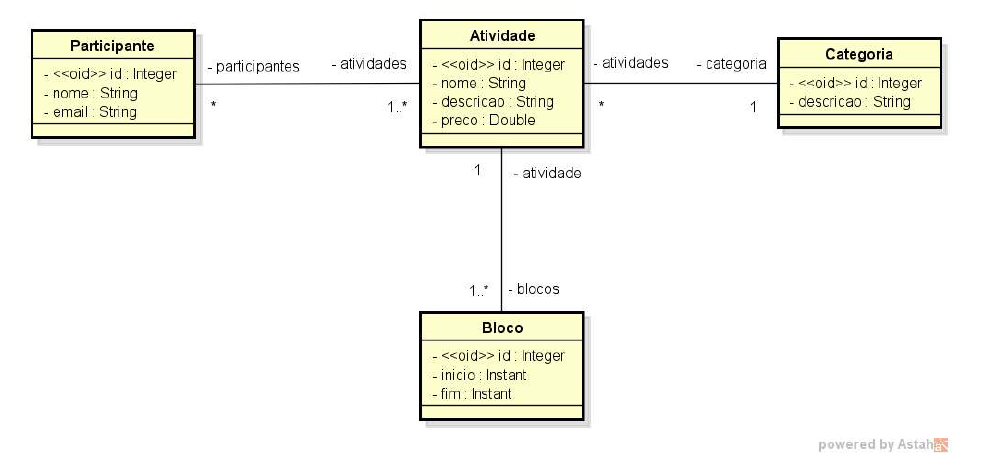 Participante
- <<oid>> id : Integer
- nome : String
- email : String
- participantes
*
- atividades
1..*
Atividade
- <<oid>> id : Integer
- nome : String
- descricao : String
- preco : Double
- atividades
*
- categoria
1
Categoria
- <<oid>> id : Integer
- descricao : String
1
- atividade
1..*
- blocos
Bloco
- <<oid>> id : Integer
- inicio : Instant
- fim : Instant
powered by Astah